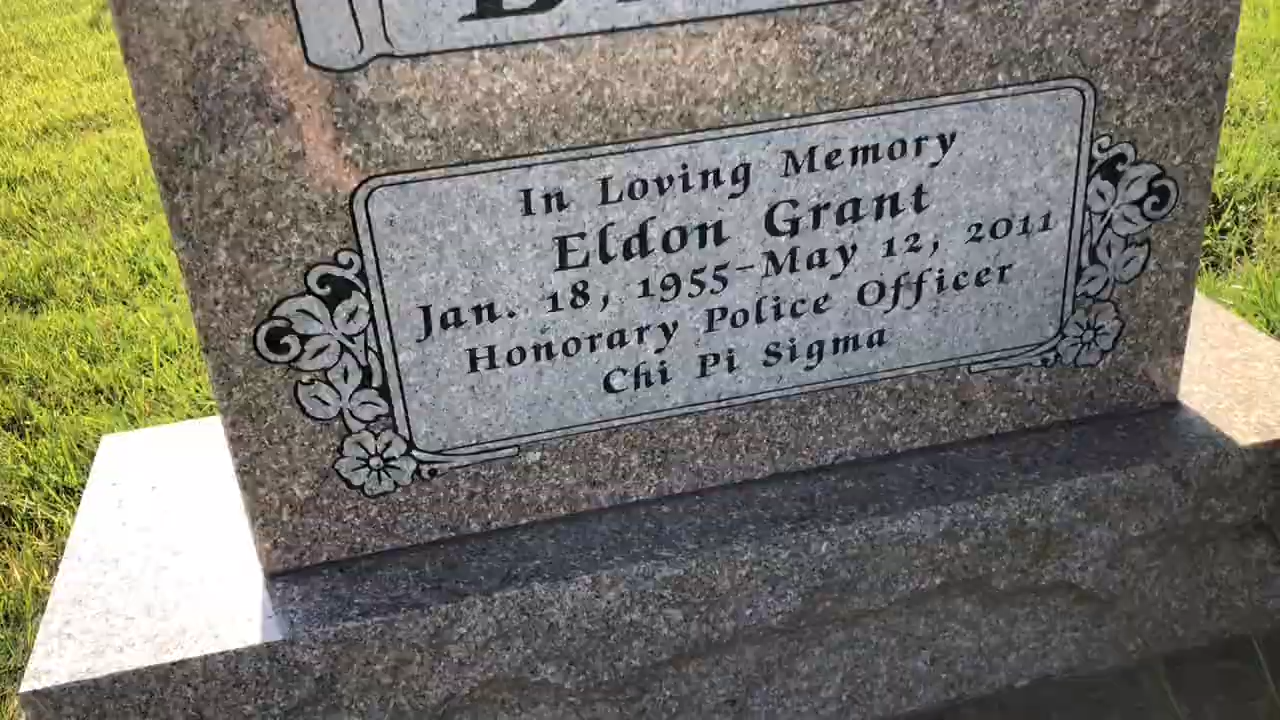 In Loving Memory
Eldon Grant
Jan. 18, 1955-May 12, 2011
Honorary Police Officer
Chi Pi Sigma